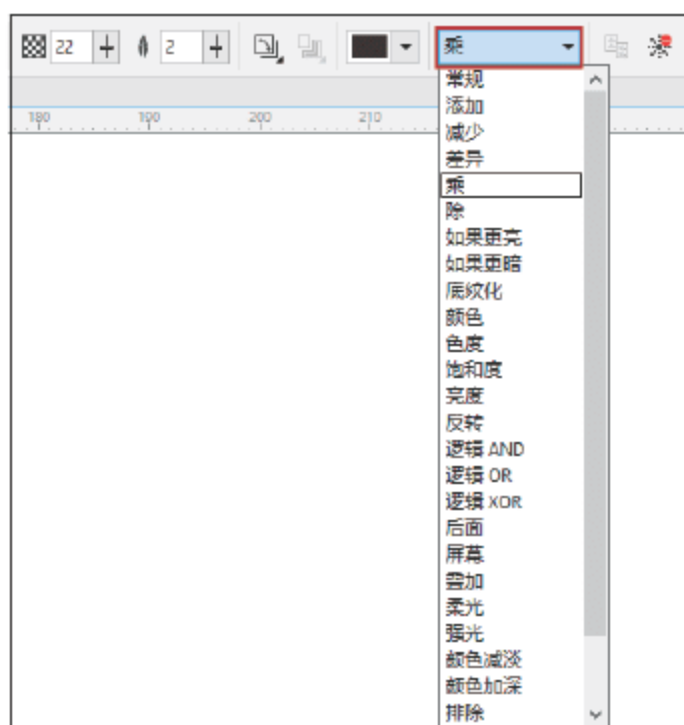 22 2 乘
180 190 200 210
常规
添加
减少
差异
乘
除
如果更亮
如果更暗
底纹化
颜色
色度
饱和度
亮度
反转
逻辑 AND
逻辑 OR
逻辑 XOR
后面
屏幕
叠加
柔光
强光
颜色减淡
颜色加深
排除